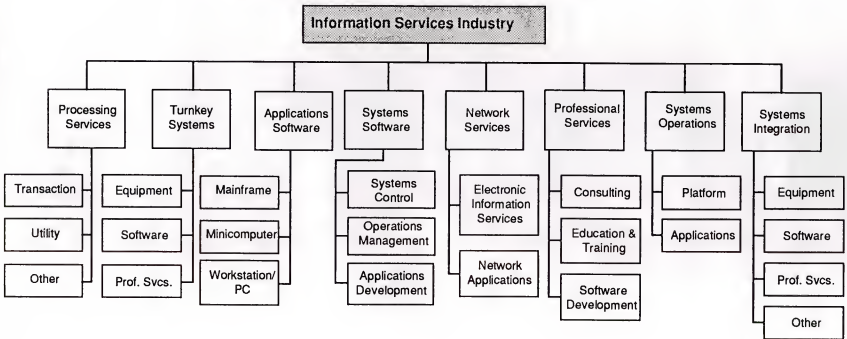 Information Services Industry
Processing
Services
Turnkey
Systems
Applications
Software
Systems
Software
Network
Services
Professional
Services
Systems
Operations
Systems
Integration
Transaction
Utility
Other
Equipment
Software
Prof. Svcs.
Mainframe
Minicomputer
Workstation/
PC
Systems
Control
Operations
Management
Applications
Development
Electronic
Information
Services
Network
Applications
Consulting
Education &
Training
Software
Development
Platform
Applications
Equipment
Software
Prof. Svcs.
Other